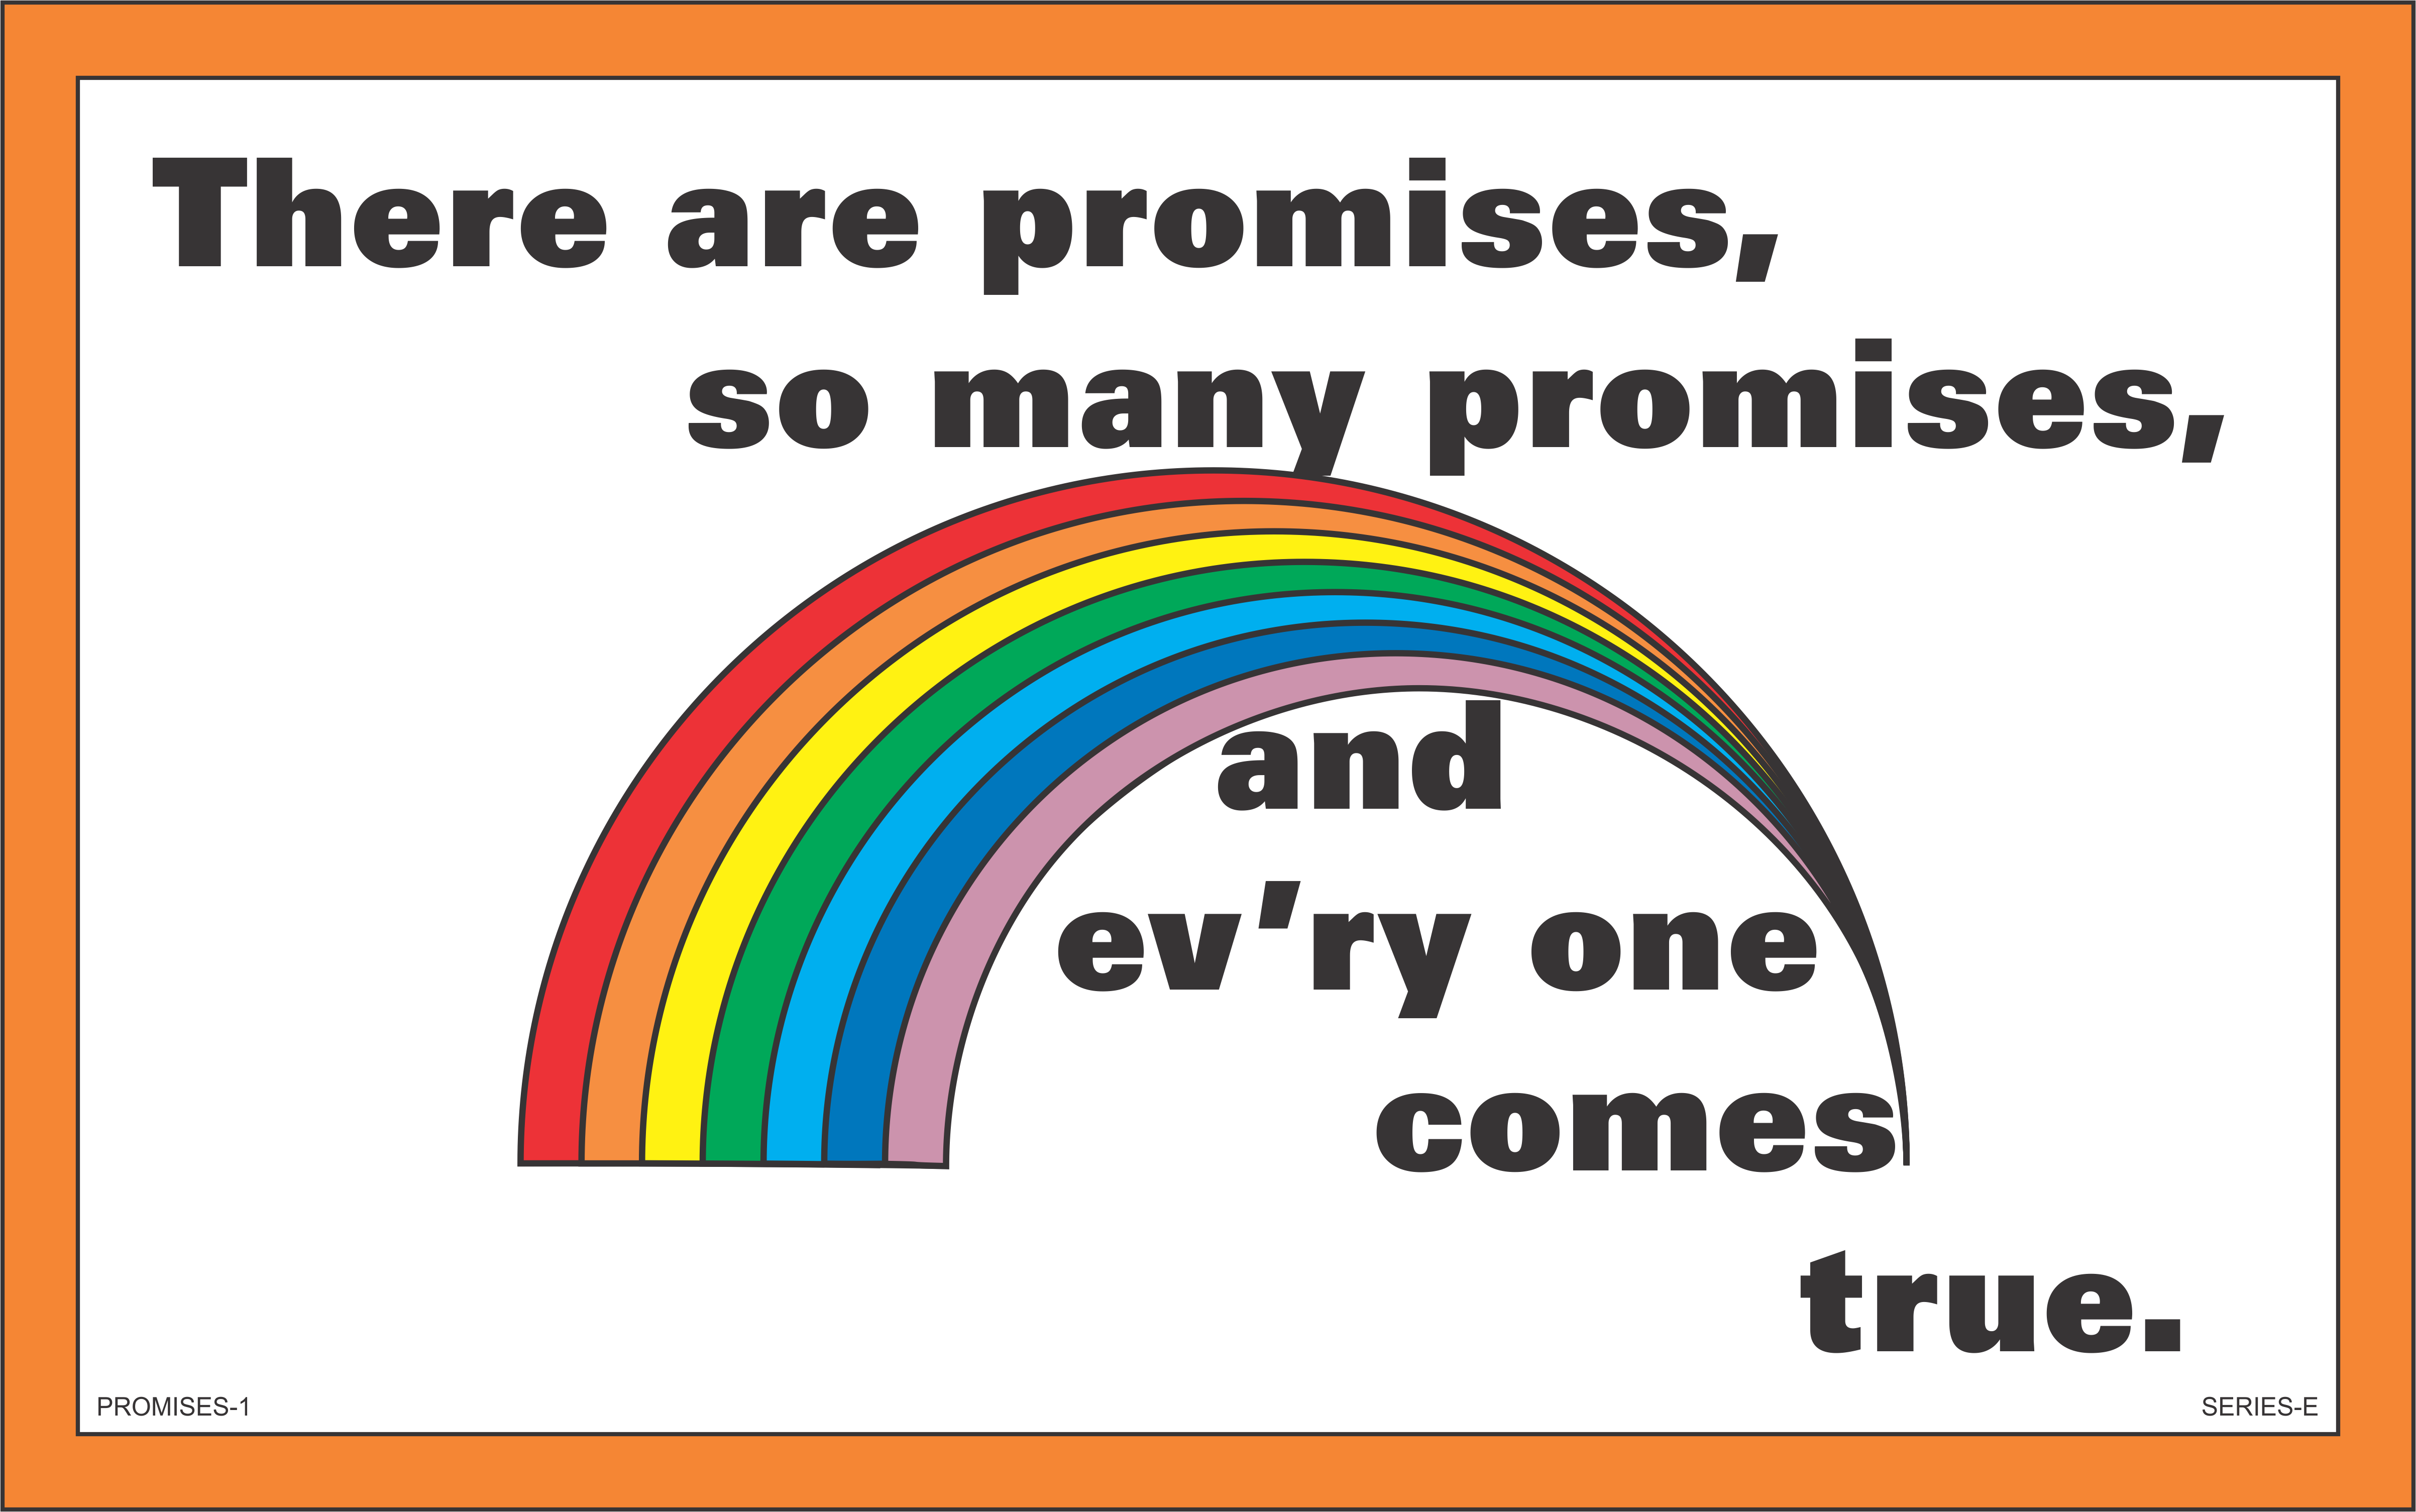 There are promises,
so many promises,
and
ev'ry one
comes
true.
PROMISES-1
SERIES-E